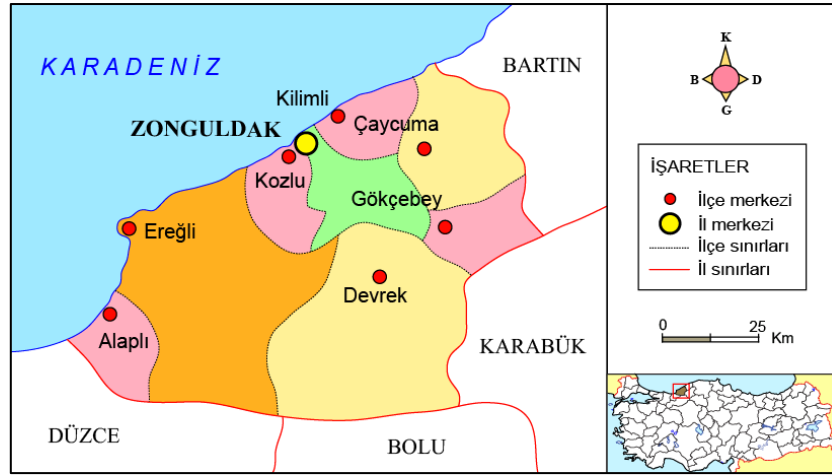 KARADENİZ
BARTIN
Kilimli
ZONGULDAK
Çaycuma
Kozlu
Gökçebey
Ereğli
Devrek
Alaplı
KARABÜK
DÜZCE
BOLU
K
B
D
G
İŞARETLER
İlçe merkezi
İl merkezi
İlçe sınırları
İl sınırları
0 25
Km